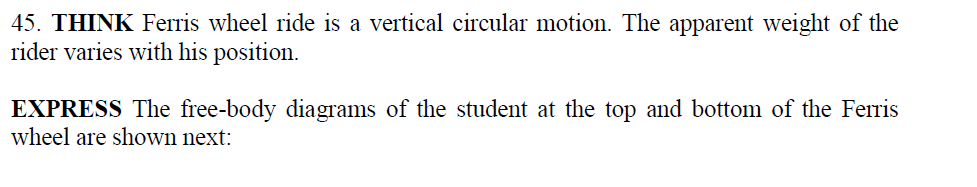 45. THINK Ferris wheel ride is a vertical circular motion. The apparent weight of the
rider varies with his position.
EXPRESS The free-body diagrams of the student at the top and bottom of the Ferris
wheel are shown next: